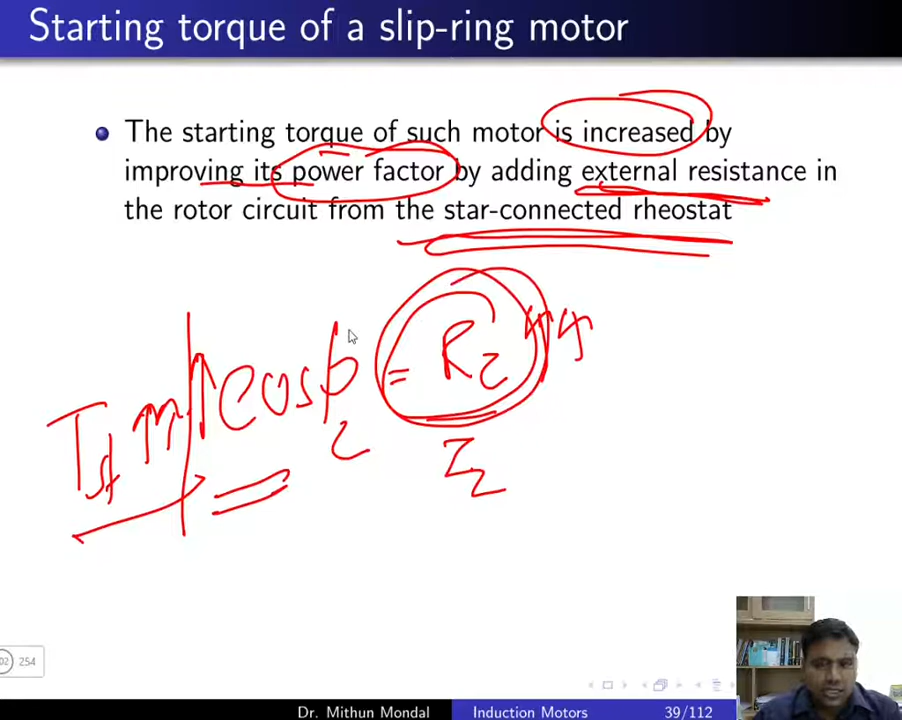 Starting torque of a slip-ring motor
The starting torque of such motor is increased by
improving its power factor by adding external resistance in
the rotor circuit from the star-connected rheostat
cosϕ₂ = R₂
Z₂
Tst
254
Dr. Mithun Mondal Induction Motors 39/112